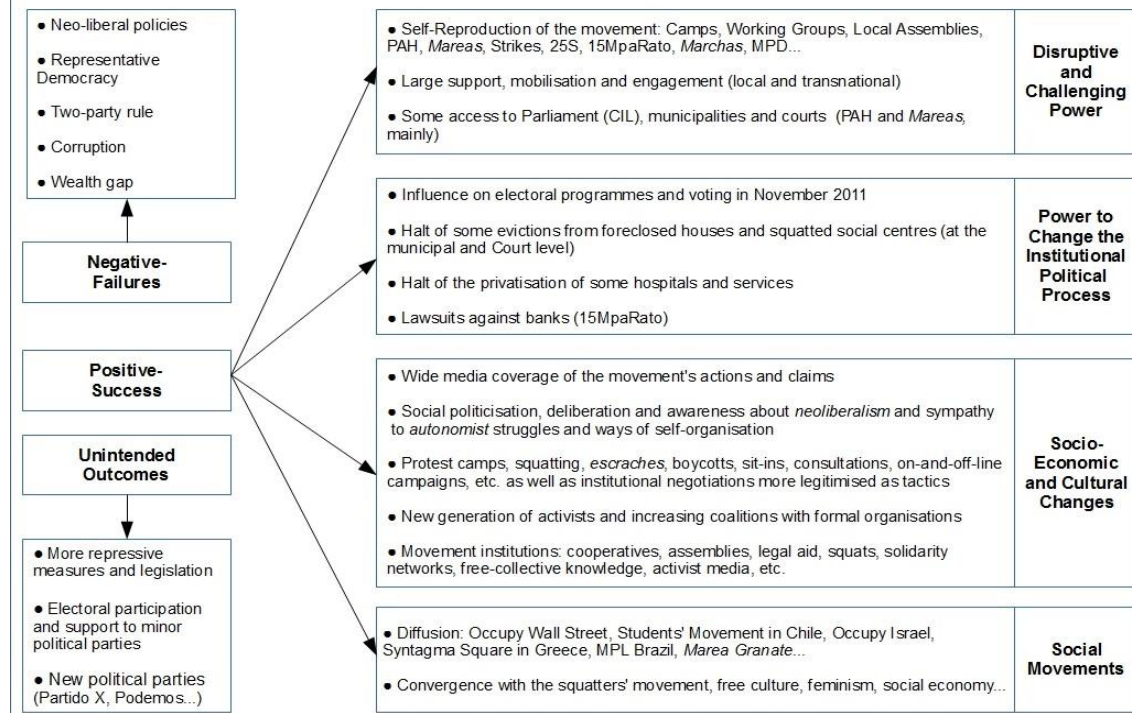 ● Neo-liberal policies
● Representative
Democracy
● Two-party rule
● Corruption
● Wealth gap
Negative-
Failures
Positive-
Success
Unintended
Outcomes
● More repressive
measures and legislation
● Electoral participation
and support to minor
political parties
● New political parties
(Partido X, Podemos...)
● Self-Reproduction of the movement: Camps, Working Groups, Local Assemblies,
PAH, Mareas, Strikes, 25S, 15MpaRato, Marchas, MPD...
● Large support, mobilisation and engagement (local and transnational)
● Some access to Parliament (CIL), municipalities and courts (PAH and Mareas,
mainly)
Disruptive
and
Challenging
Power
● Influence on electoral programmes and voting in November 2011
● Halt of some evictions from foreclosed houses and squatted social centres (at the
municipal and Court level)
● Halt of the privatisation of some hospitals and services
● Lawsuits against banks (15MpaRato)
Power to
Change the
Institutional
Political
Process
● Wide media coverage of the movement's actions and claims
● Social politicisation, deliberation and awareness about neoliberalism and sympathy
to autonomist struggles and ways of self-organisation
● Protest camps, squatting, escraches, boycotts, sit-ins, consultations, on-and-off-line
campaigns, etc. as well as institutional negotiations more legitimised as tactics
● New generation of activists and increasing coalitions with formal organisations
● Movement institutions: cooperatives, assemblies, legal aid, squats, solidarity
networks, free-collective knowledge, activist media, etc.
Socio-
Economic
and Cultural
Changes
● Diffusion: Occupy Wall Street, Students' Movement in Chile, Occupy Israel,
Syntagma Square in Greece, MPL Brazil, Marea Granate...
● Convergence with the squatters' movement, free culture, feminism, social economy...
Social
Movements